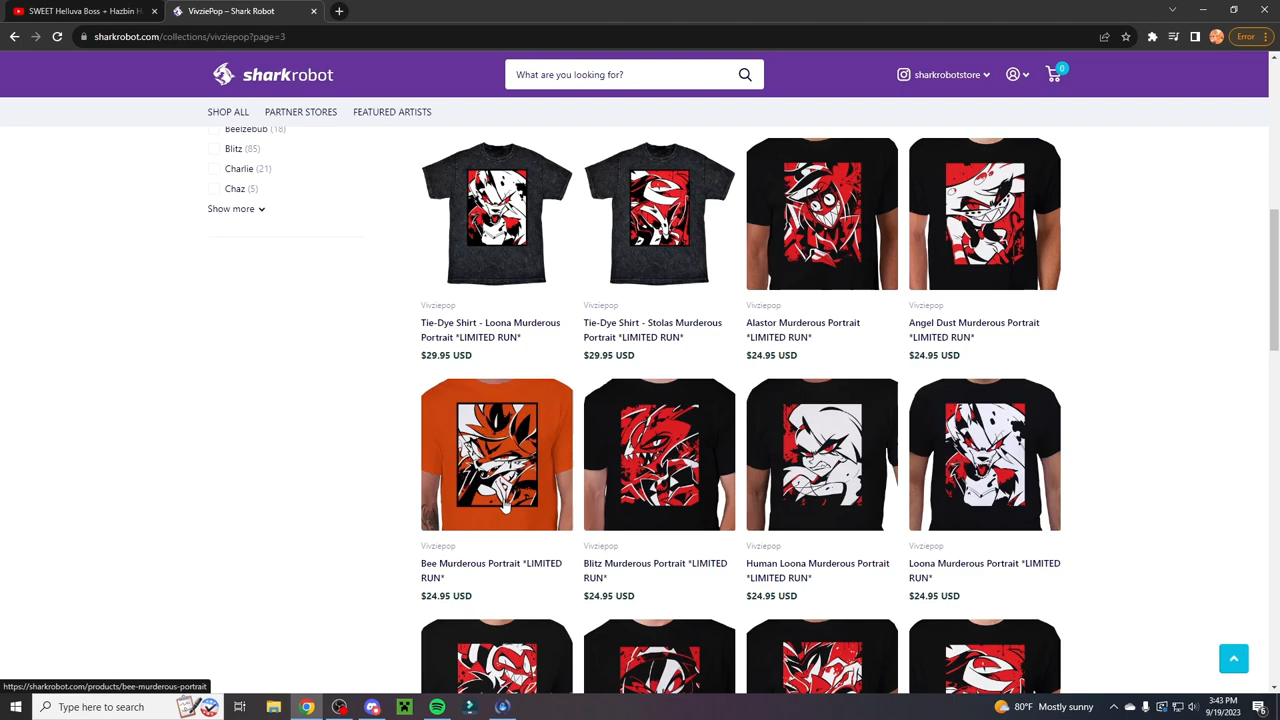 SWEET Helluva Boss + Hazbin H
VivziePop – Shark Robot
sharkrobot.com/collections/vivziepop?page=3
Error
sharkrobot
What are you looking for?
sharkrobotstore
0
SHOP ALL
PARTNER STORES
FEATURED ARTISTS
Beelzebub (18)
Blitz (85)
Charlie (21)
Chaz (5)
Show more
Vivziepop
Tie-Dye Shirt - Loona Murderous
Portrait *LIMITED RUN*
$29.95 USD
Vivziepop
Tie-Dye Shirt - Stolas Murderous
Portrait *LIMITED RUN*
$29.95 USD
Vivziepop
Alastor Murderous Portrait
*LIMITED RUN*
$24.95 USD
Vivziepop
Angel Dust Murderous Portrait
*LIMITED RUN*
$24.95 USD
Vivziepop
Bee Murderous Portrait *LIMITED
RUN*
$24.95 USD
Vivziepop
Blitz Murderous Portrait *LIMITED
RUN*
$24.95 USD
Vivziepop
Human Loona Murderous Portrait
*LIMITED RUN*
$24.95 USD
Vivziepop
Loona Murderous Portrait *LIMITED
RUN*
$24.95 USD
https://sharkrobot.com/products/bee-murderous-portrait
Type here to search
80°F Mostly sunny
3:43 PM
9/19/2023
6